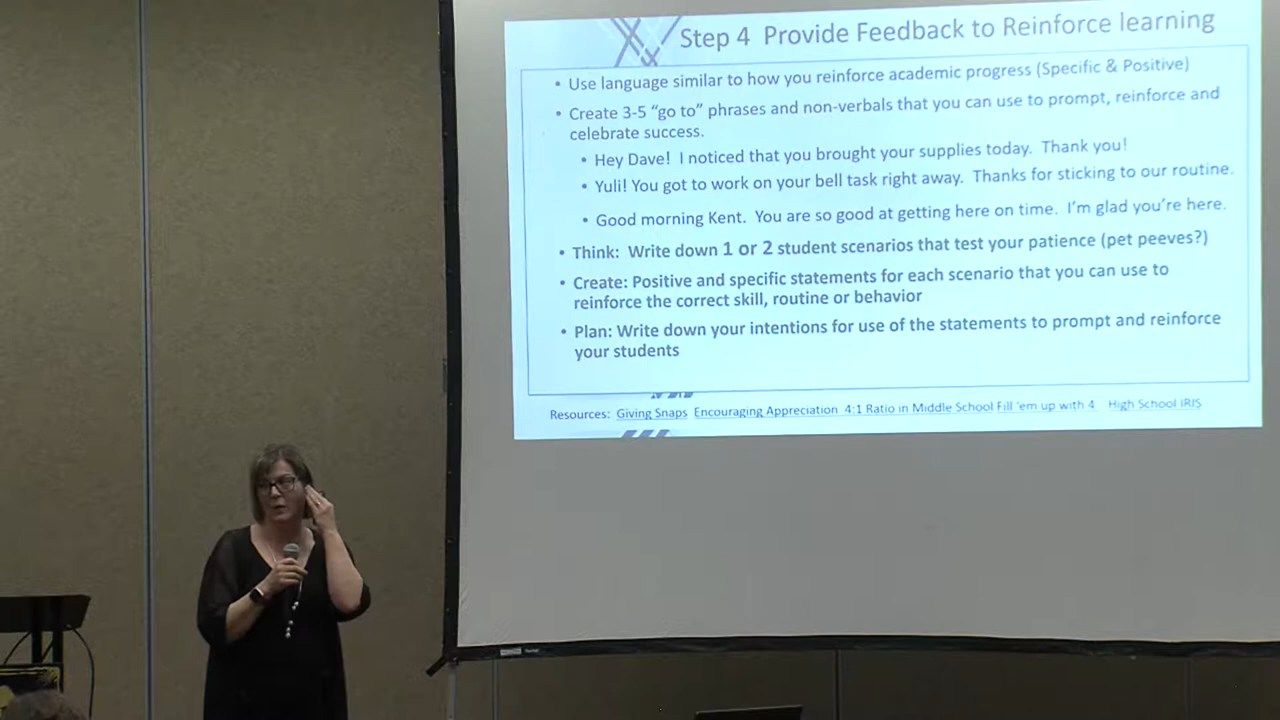 Step 4 Provide Feedback to Reinforce learning
• Use language similar to how you reinforce academic progress (Specific & Positive)
• Create 3-5 “go to” phrases and non-verbals that you can use to prompt, reinforce and
celebrate success.
• Hey Dave! I noticed that you brought your supplies today. Thank you!
• Yuli! You got to work on your bell task right away. Thanks for sticking to our routine.
• Good morning Kent. You are so good at getting here on time. I’m glad you’re here.
• Think: Write down 1 or 2 student scenarios that test your patience (pet peeves?)
• Create: Positive and specific statements for each scenario that you can use to
reinforce the correct skill, routine or behavior
• Plan: Write down your intentions for use of the statements to prompt and reinforce
your students
Resources: Giving Snaps Encouraging Appreciation 4:1 Ratio in Middle School Fill ’em up with 4 High School IRIS